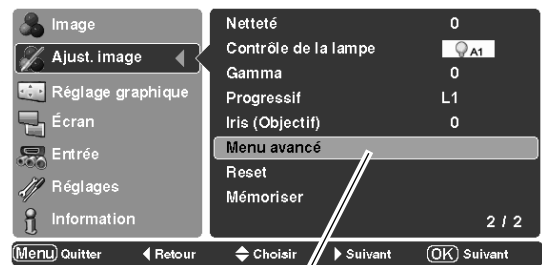 Image
Ajust. image
Réglage graphique
Écran
Entrée
Réglages
Information
Netteté 0
Contrôle de la lampe A1
Gamma 0
Progressif L1
Iris (Objectif) 0
Menu avancé
Reset
Mémoriser
2 / 2
Menu Quitter Retour Choisir Suivant OK Suivant